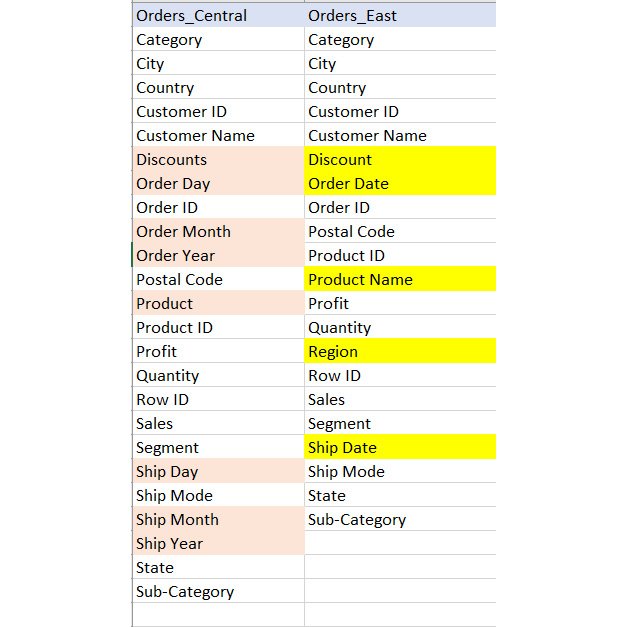 Orders_Central Orders_East
Category Category
City City
Country Country
Customer ID Customer ID
Customer Name Customer Name
Discounts Discount
Order Day Order Date
Order ID Order ID
Order Month Postal Code
Order Year Product ID
Postal Code Product Name
Product Profit
Product ID Quantity
Profit Region
Quantity Row ID
Row ID Sales
Sales Segment
Segment Ship Date
Ship Day Ship Mode
Ship Mode State
Ship Month Sub-Category
Ship Year
State
Sub-Category